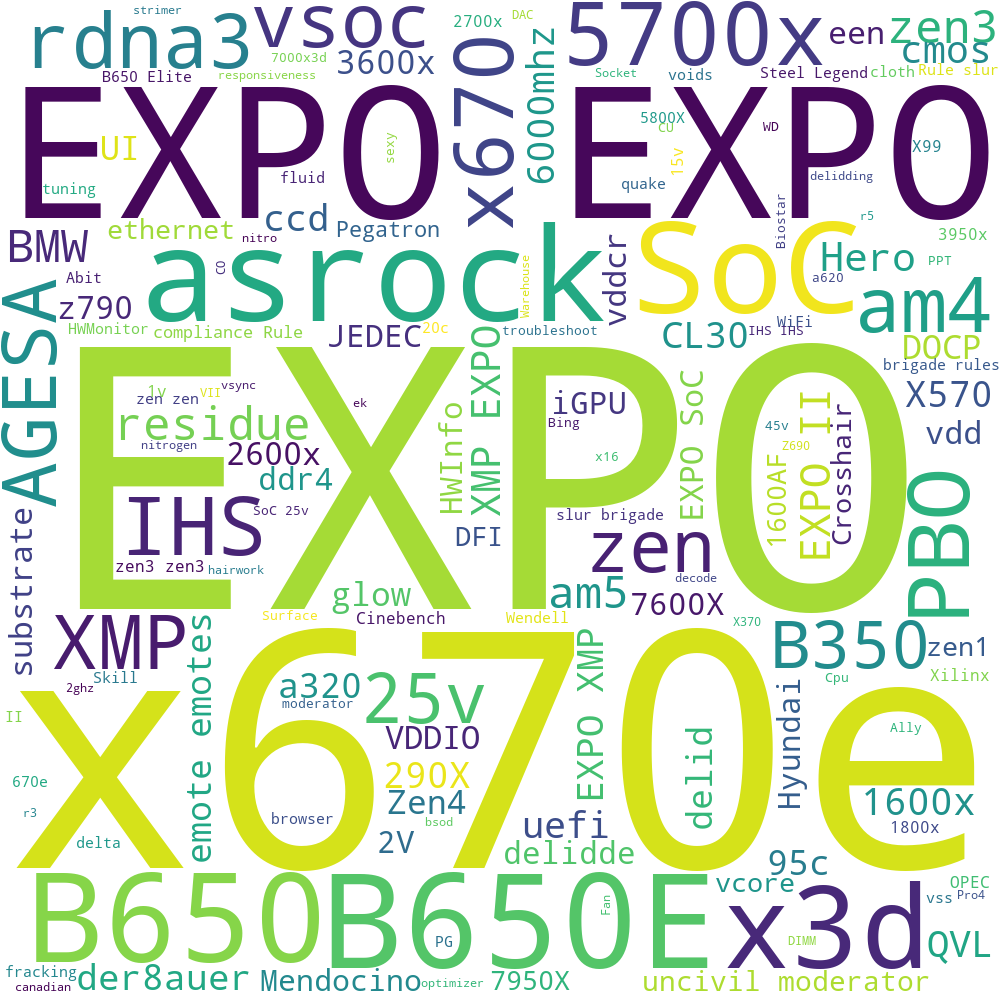 strimer
rdna3
vsoc
2700x
DAC
5700x
een
zen3
cmos
7000x3d
3600x
x670
6000mhz
B650 Elite
responsiveness
Socket
voids
Steel Legend
cloth
Rule slur
EXPO
EXPO
UI
sexy
5800X
CU
15v
WD
X99
tuning
fluid
quake
delidding
BMW
ethernet
nitro
ccd
Pegatron
Biostar
r5
3950x
Abit
asrock
CO
Warehouse
vddcr
SoC
Hero
PPT
a620
am4
z790
HWMonitor
compliance Rule
JEDEC
20c
troubleshoot
CL30
IHS IHS
WiFi
DOCP
brigade rules
AGESA
EXPO
1v
zen zen
VII
vsync
ek
XMP EXPO
iGPU
Bing
EXPO SoC
EXPO II
Crosshair
X570
residue
nitrogen
2600x
HWInfo
x16
45v
Z690
1600AF
vdd
ddr4
IHS
SoC 25v
DFI
slur brigade
zen
PBO
substrate
zen3 zen3
hairwork
glow
decode
am5
7600X
Surface
Cinebench
Wendell
X370
XMP
emote emotes
EXPO XMP
B350
zen1
Skill
2ghz
x670e
a320
moderator
25v
Cpu
Xilinx
II
VDDIO
delid
Hyundai
Ally
670e
290X
Zen4
1600x
r3
browser
bsod
uefi
1800x
delta
2V
delidde
95c
B650
B650E
PG
Fan
vcore
x3d
OPEC
vss
Pro4
DIMM
QVL
fracking
canadian
der8auer
Mendocino
optimizer
7950X
uncivil moderator